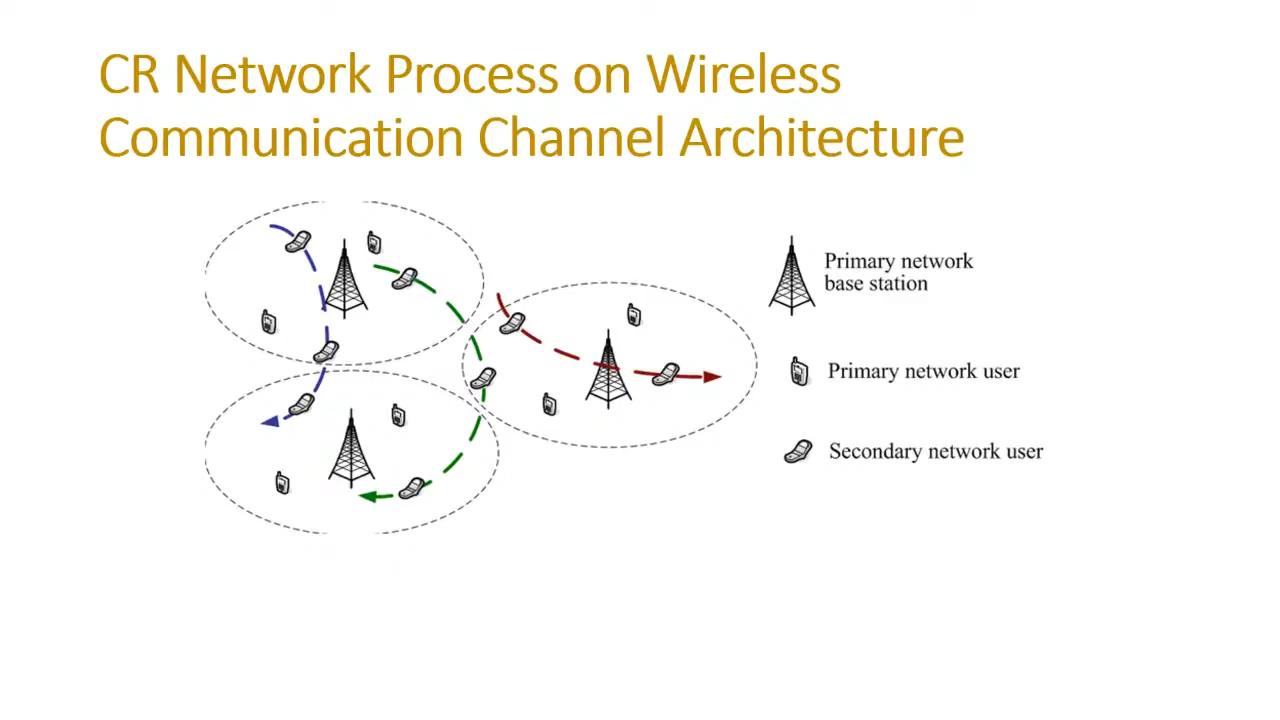 CR Network Process on Wireless
Communication Channel Architecture
Primary network
base station
Primary network user
Secondary network user